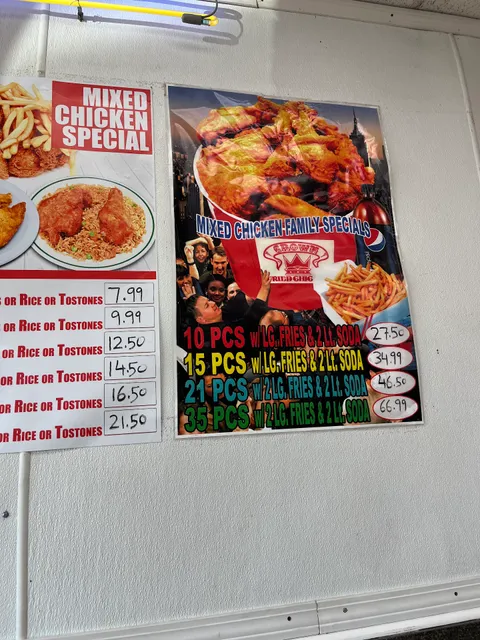 MIXED
CHICKEN
SPECIAL
OR RICE OR TOSTONES 7.99
OR RICE OR TOSTONES 9.99
OR RICE OR TOSTONES 12.50
OR RICE OR TOSTONES 14.50
OR RICE OR TOSTONES 16.50
OR RICE OR TOSTONES 21.50
MIXED CHICKEN FAMILY SPECIALS
CROWN
10 PCS W/ LG. FRIES & 2 LT. SODA 27.50
15 PCS W/ LG. FRIES & 2 LT. SODA 34.99
21 PCS W/ 2 LG. FRIES & 2 LT. SODA 46.50
35 PCS W/ 2 LG. FRIES & 2 LT. SODA 66.99